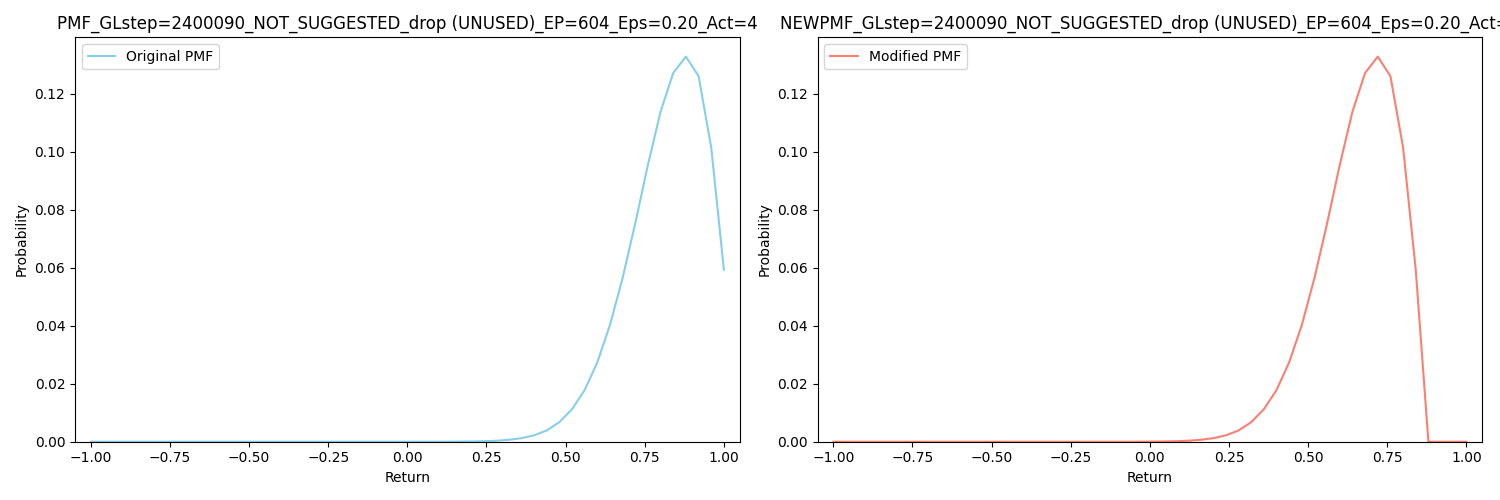 PMF_GLstep=2400090_NOT_SUGGESTED_drop (UNUSED)_EP=604_Eps=0.20_Act=4
Original PMF
Probability
0.12
0.10
0.08
0.06
0.04
0.02
0.00
−1.00 −0.75 −0.50 −0.25 0.00 0.25 0.50 0.75 1.00
Return
NEWPMF_GLstep=2400090_NOT_SUGGESTED_drop (UNUSED)_EP=604_Eps=0.20_Act=
Modified PMF
Probability
0.12
0.10
0.08
0.06
0.04
0.02
0.00
−1.00 −0.75 −0.50 −0.25 0.00 0.25 0.50 0.75 1.00
Return